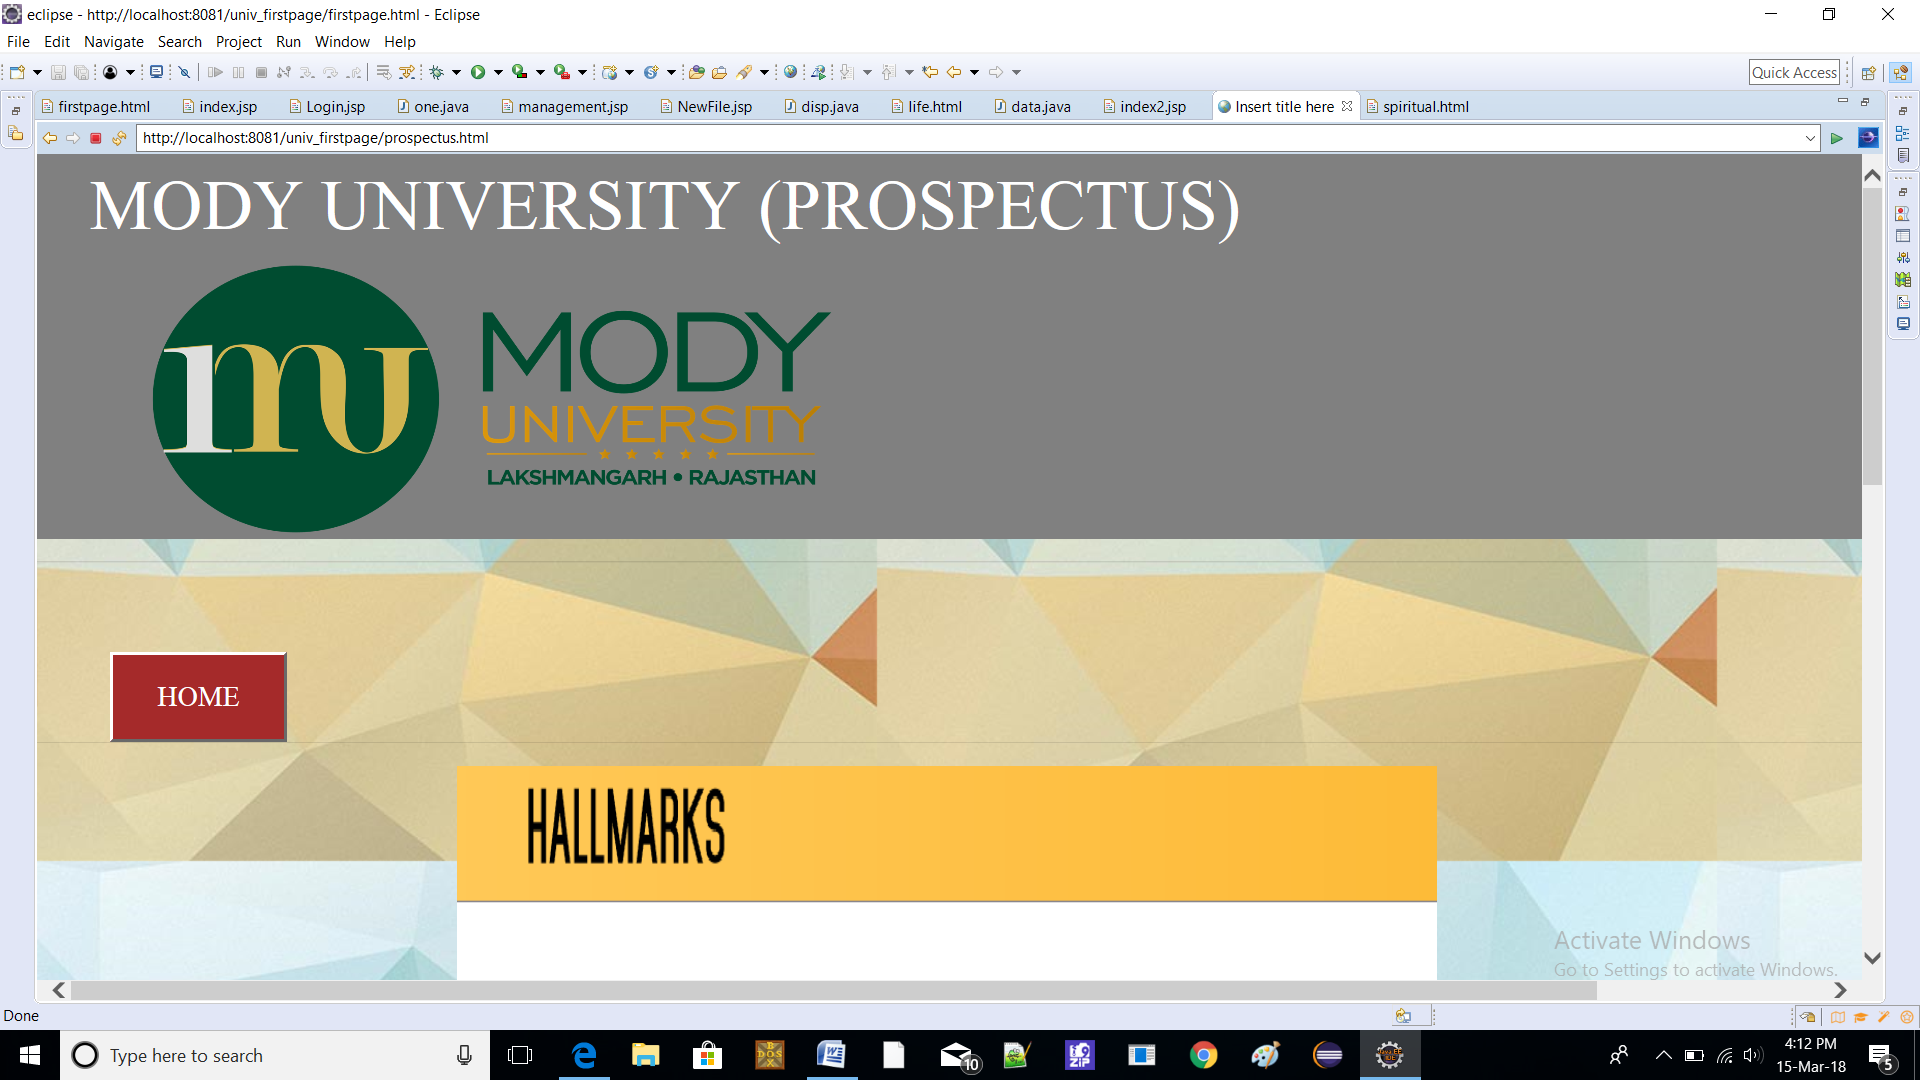 eclipse - http://localhost:8081/univ_firstpage/firstpage.html - Eclipse
File Edit Navigate Search Project Run Window Help
Quick Access
firstpage.html index.jsp Login.jsp one.java management.jsp NewFile.jsp disp.java life.html data.java index2.jsp Insert title here spiritual.html
http://localhost:8081/univ_firstpage/prospectus.html
MODY UNIVERSITY (PROSPECTUS)
mu
MODY
UNIVERSITY
LAKSHMANGARH • RAJASTHAN
HOME
HALLMARKS
Activate Windows
Go to Settings to activate Windows.
Done
Type here to search
10
4:12 PM
15-Mar-18
5